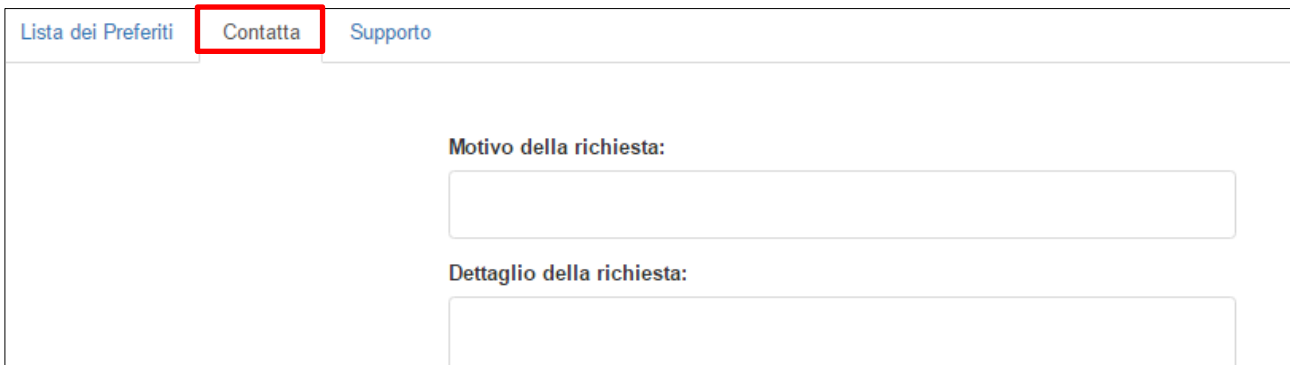 Lista dei Preferiti Contatta Supporto
Motivo della richiesta:
Dettaglio della richiesta: